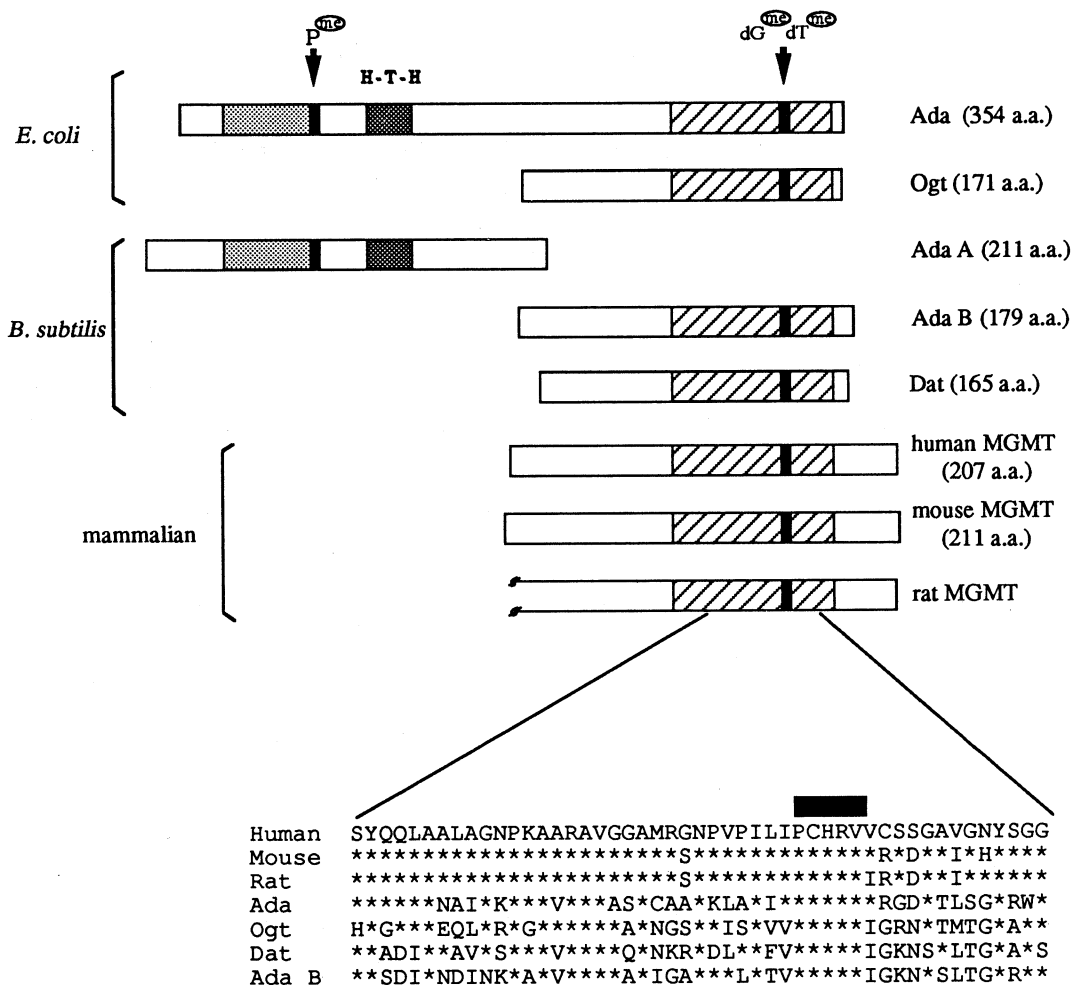 P me
dG me dT me
H-T-H
E. coli
Ada (354 a.a.)
Ogt (171 a.a.)
B. subtilis
Ada A (211 a.a.)
Ada B (179 a.a.)
Dat (165 a.a.)
mammalian
human MGMT
(207 a.a.)
mouse MGMT
(211 a.a.)
rat MGMT
Human SYQQLAALAGNPKAARAVGGAMRGNPVPILIPCHRVVCSSGAVGNYSGG
Mouse ***********************S*************R*D**I*H****
Rat ***********************S************IR*D**I******
Ada ******NAI*K***V***AS*CAA*KLA*I*******RGD*TLSG*RW*
Ogt H*G***EQL*R*G******A*NGS**IS*VV*****IGRN*TMTG*A**
Dat **ADI**AV*S***V****Q*NKR*DL**FV*****IGKNS*LTG*A*S
Ada B **SDI*NDINK*A*V****A*IGA***L*TV*****IGKN*SLTG*R**